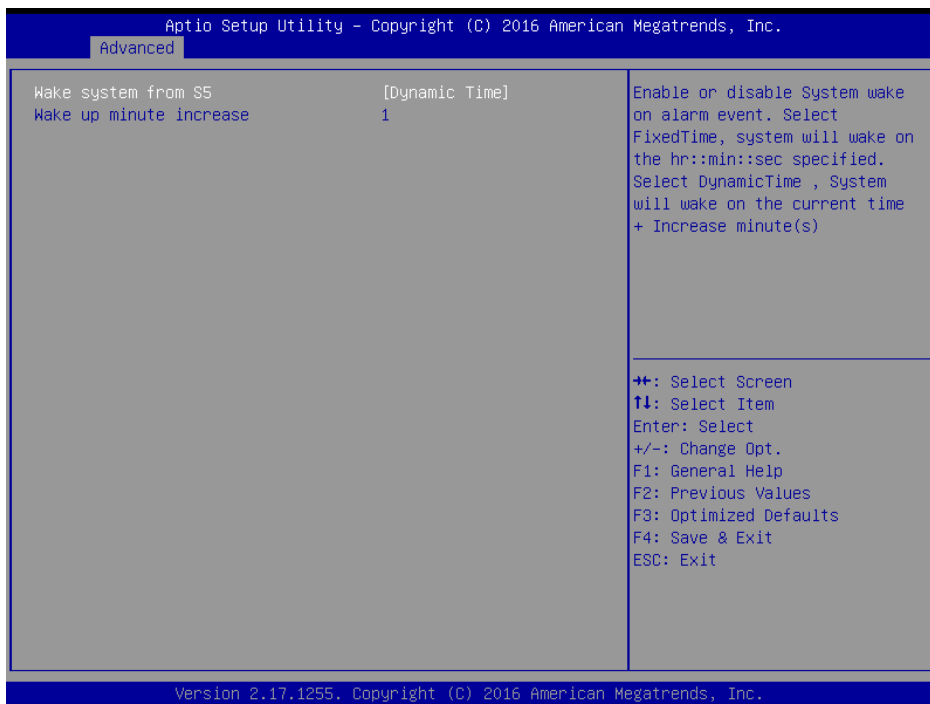 Aptio Setup Utility – Copyright (C) 2016 American Megatrends, Inc.
Advanced
Wake system from S5 [Dynamic Time]
Wake up minute increase 1
Enable or disable System wake
on alarm event. Select
FixedTime, system will wake on
the hr::min::sec specified.
Select DynamicTime , System
will wake on the current time
+ Increase minute(s)
→←: Select Screen
↑↓: Select Item
Enter: Select
+/-: Change Opt.
F1: General Help
F2: Previous Values
F3: Optimized Defaults
F4: Save & Exit
ESC: Exit
Version 2.17.1255. Copyright (C) 2016 American Megatrends, Inc.